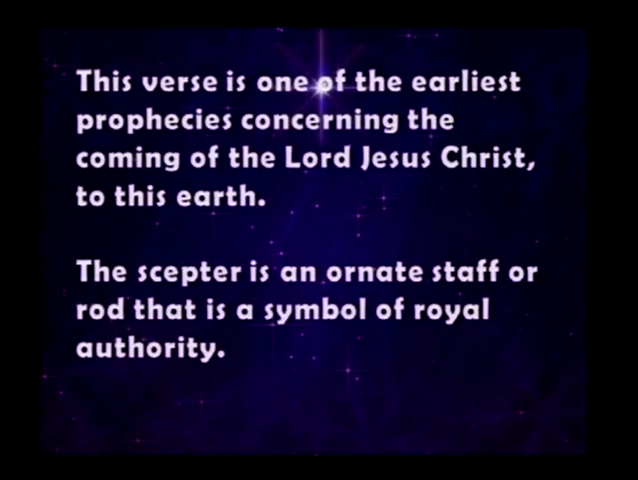 This verse is one of the earliest
prophecies concerning the
coming of the Lord Jesus Christ,
to this earth.
The scepter is an ornate staff or
rod that is a symbol of royal
authority.